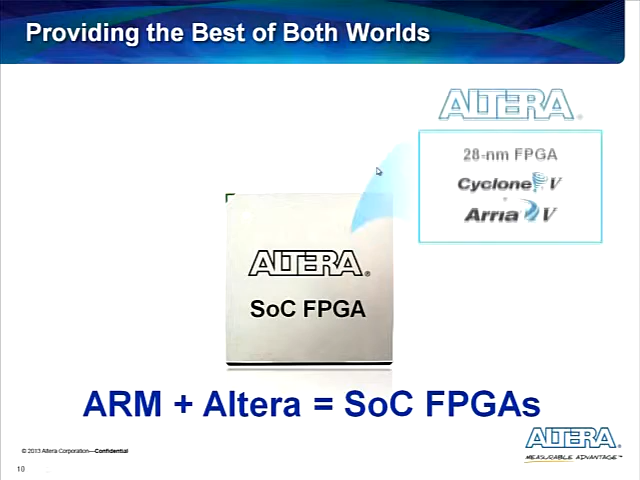 Providing the Best of Both Worlds
ALTERA®
28-nm FPGA
Cyclone V
Arria V
ALTERA®
SoC FPGA
ARM + Altera = SoC FPGAs
© 2013 Altera Corporation—Confidential
ALTERA®
MEASURABLE ADVANTAGE™
10